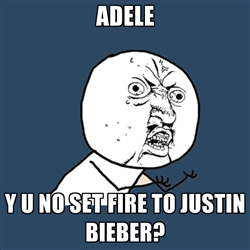 ADELE
Y U NO SET FIRE TO JUSTIN
BIEBER?